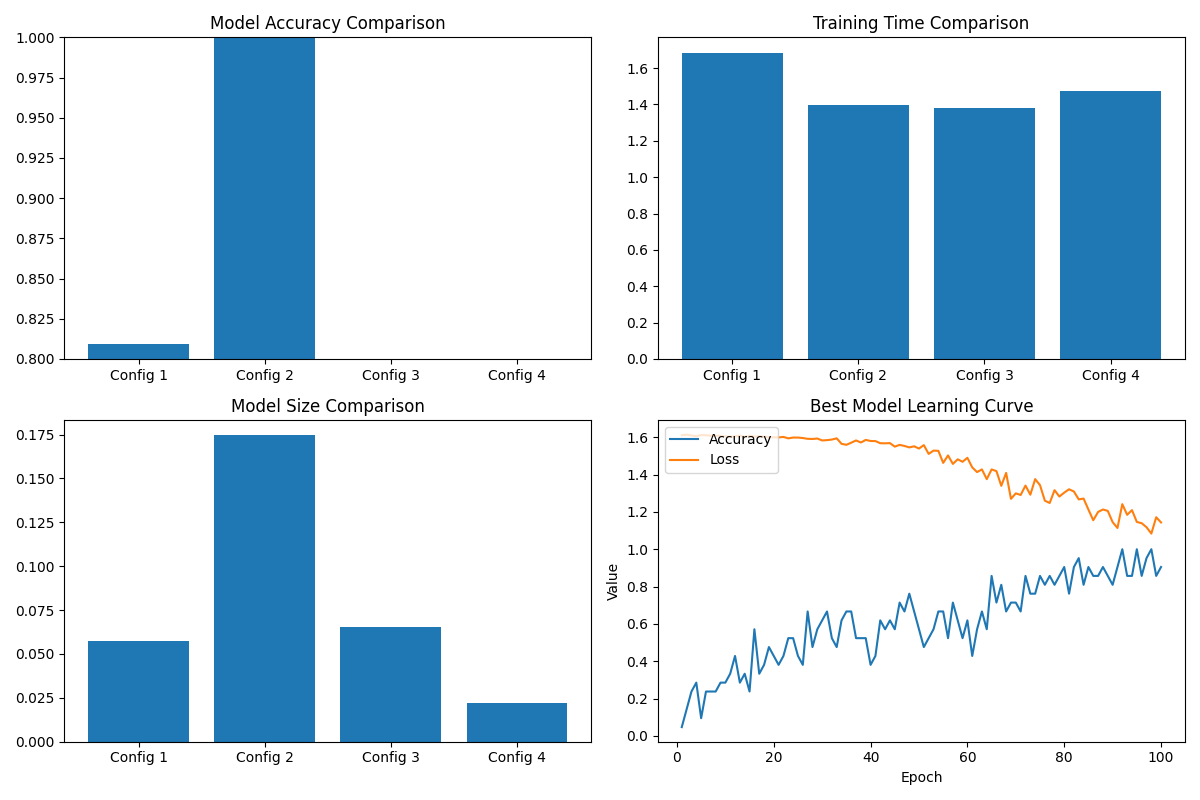 Model Accuracy Comparison
1.000
0.975
0.950
0.925
0.900
0.875
0.850
0.825
0.800
Config 1 Config 2 Config 3 Config 4
Training Time Comparison
1.6
1.4
1.2
1.0
0.8
0.6
0.4
0.2
0.0
Config 1 Config 2 Config 3 Config 4
Model Size Comparison
0.175
0.150
0.125
0.100
0.075
0.050
0.025
0.000
Config 1 Config 2 Config 3 Config 4
Best Model Learning Curve
Accuracy
Loss
Value
1.6
1.4
1.2
1.0
0.8
0.6
0.4
0.2
0.0
0 20 40 60 80 100
Epoch